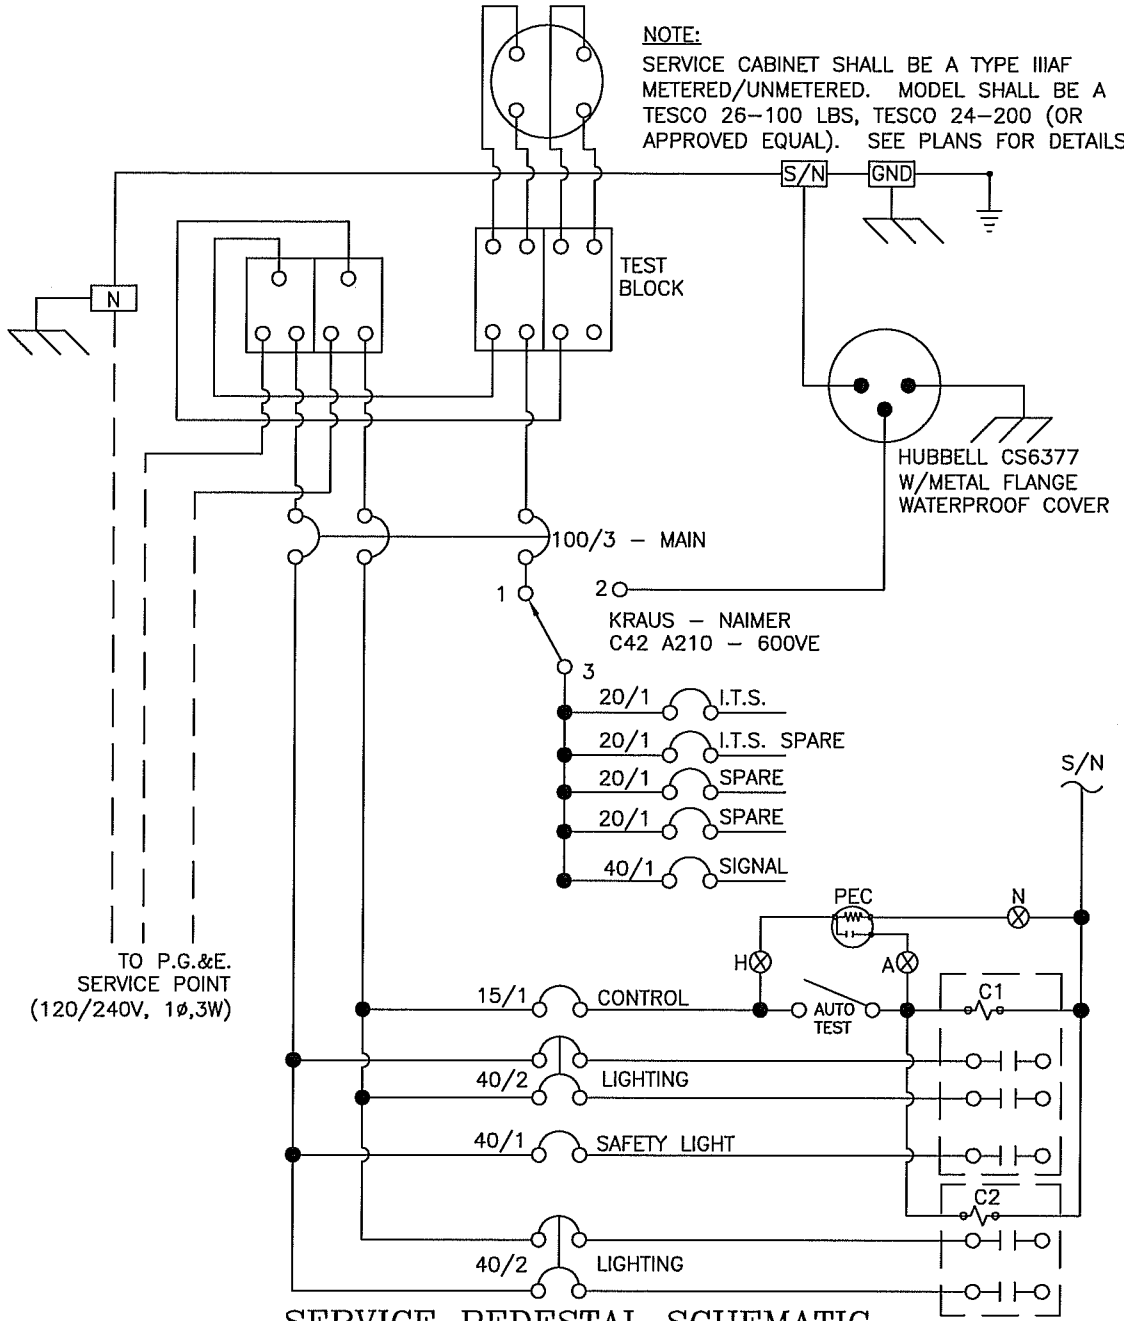 NOTE:
SERVICE CABINET SHALL BE A TYPE IIIAF
METERED/UNMETERED. MODEL SHALL BE A
TESCO 26-100 LBS, TESCO 24-200 (OR
APPROVED EQUAL). SEE PLANS FOR DETAILS
S/N
GND
TEST
BLOCK
N
HUBBELL CS6377
W/METAL FLANGE
WATERPROOF COVER
100/3 - MAIN
1
2
KRAUS - NAIMER
C42 A210 - 600VE
3
20/1 I.T.S.
20/1 I.T.S. SPARE
20/1 SPARE
20/1 SPARE
40/1 SIGNAL
S/N
PEC
N
H
A
TO P.G.&E.
SERVICE POINT
(120/240V, 1ø,3W)
15/1 CONTROL
AUTO
TEST
C1
40/2 LIGHTING
40/1 SAFETY LIGHT
C2
40/2 LIGHTING
SERVICE PEDESTAL SCHEMATIC